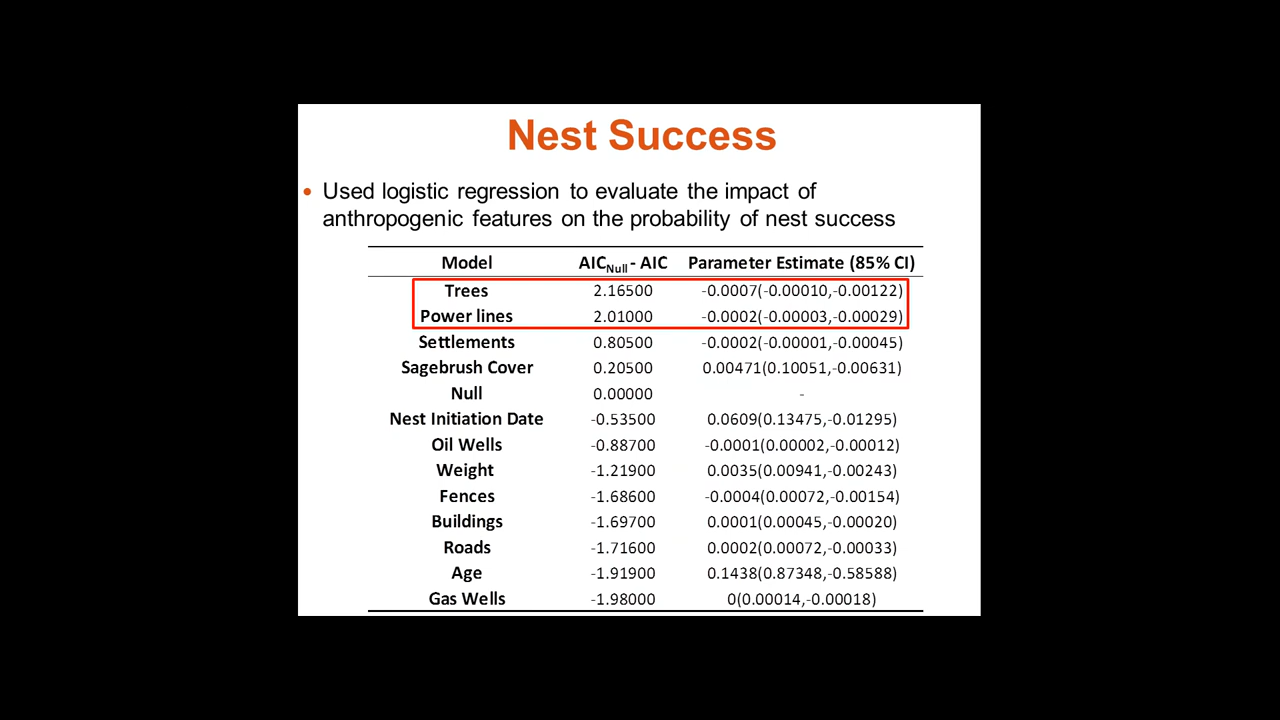 Nest Success
• Used logistic regression to evaluate the impact of
anthropogenic features on the probability of nest success
Model AICNull - AIC Parameter Estimate (85% CI)
Trees 2.16500 -0.0007(-0.00010,-0.00122)
Power lines 2.01000 -0.0002(-0.00003,-0.00029)
Settlements 0.80500 -0.0002(-0.00001,-0.00045)
Sagebrush Cover 0.20500 0.00471(0.10051,-0.00631)
Null 0.00000 -
Nest Initiation Date -0.53500 0.0609(0.13475,-0.01295)
Oil Wells -0.88700 -0.0001(0.00002,-0.00012)
Weight -1.21900 0.0035(0.00941,-0.00243)
Fences -1.68600 -0.0004(0.00072,-0.00154)
Buildings -1.69700 0.0001(0.00045,-0.00020)
Roads -1.71600 0.0002(0.00072,-0.00033)
Age -1.91900 0.1438(0.87348,-0.58588)
Gas Wells -1.98000 0(0.00014,-0.00018)